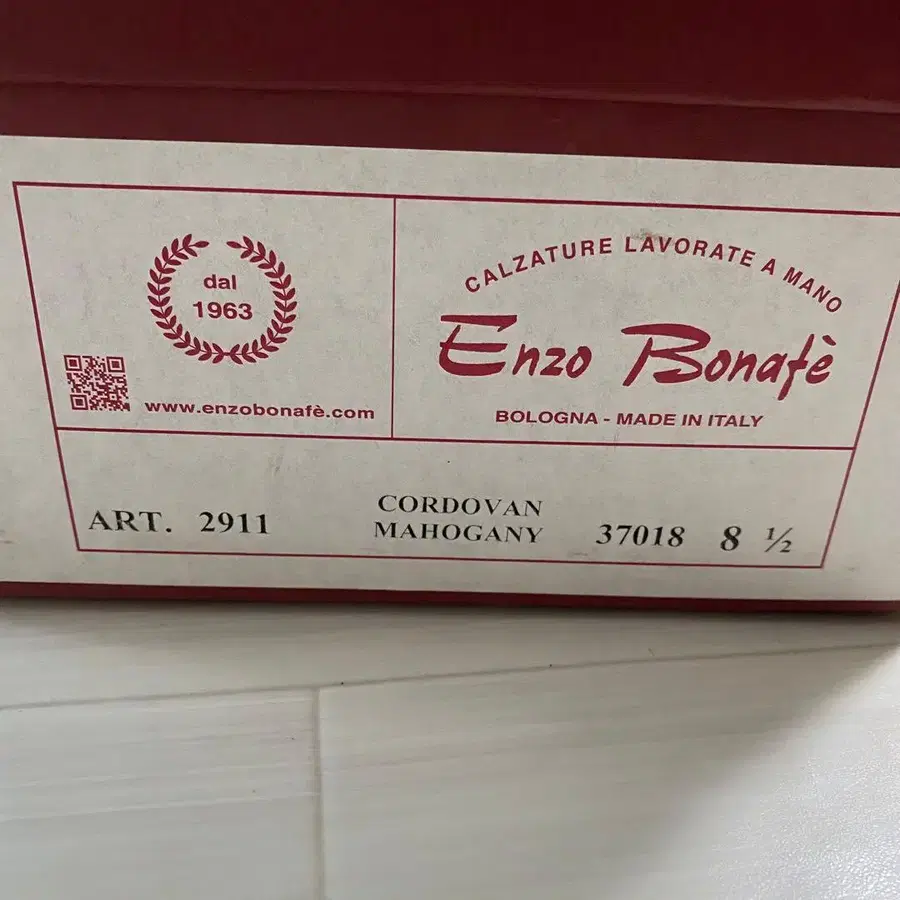 dal
1963
www.enzobonafè.com
CALZATURE LAVORATE A MANO
Enzo Bonafè
BOLOGNA - MADE IN ITALY
ART. 2911
CORDOVAN
MAHOGANY
37018 8 ½